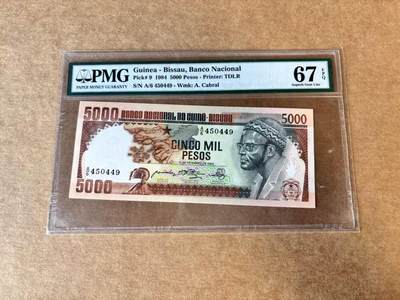 PMG
PAPER MONEY GUARANTY
Guinea - Bissau, Banco Nacional
Pick# 9 1984 5000 Pesos - Printer: TDLR
S/N A/6 450449 - Wmk: A. Cabral
67 EPQ
Superb Gem Unc
5000 BANCO NACIONAL DA GUINÉ-BISSAU 5000
A/6 450449
CINCO MIL
PESOS
A/6 450449
5000